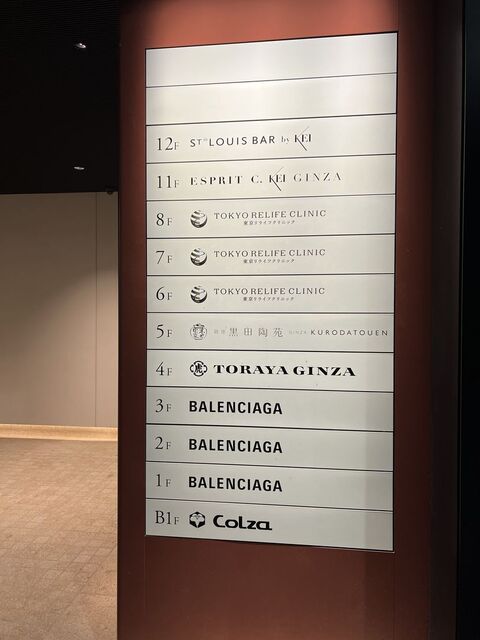 12F ST LOUIS BAR by KEI
11F ESPRIT C. KEI GINZA
8F TOKYO RELIFE CLINIC
東京リライフクリニック
7F TOKYO RELIFE CLINIC
東京リライフクリニック
6F TOKYO RELIFE CLINIC
東京リライフクリニック
5F 銀座 黒田陶苑 GINZA KURODATOUEN
4F 虎 TORAYA GINZA
3F BALENCIAGA
2F BALENCIAGA
1F BALENCIAGA
B1F Colza